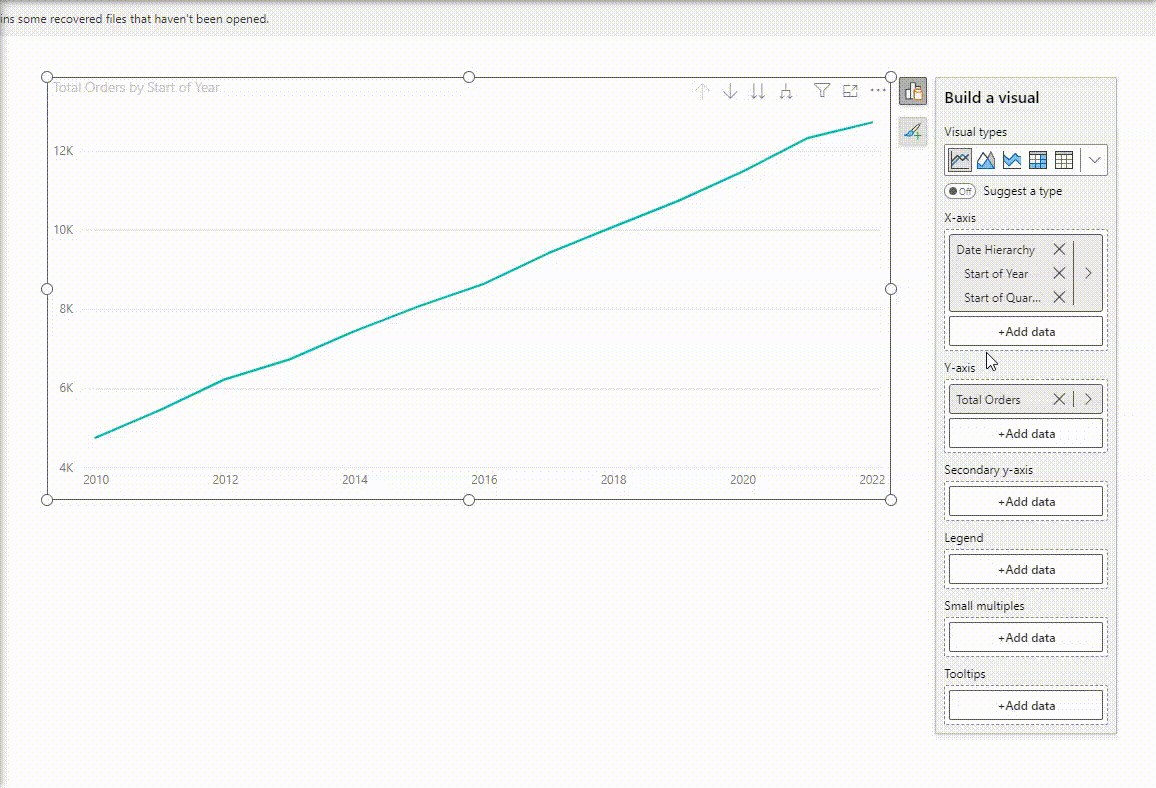 ins some recovered files that haven't been opened.
Total Orders by Start of Year
12K
10K
8K
6K
4K
2010 2012 2014 2016 2018 2020 2022
Build a visual
Visual types
Off Suggest a type
X-axis
Date Hierarchy
Start of Year
Start of Quar...
+Add data
Y-axis
Total Orders
+Add data
Secondary y-axis
+Add data
Legend
+Add data
Small multiples
+Add data
Tooltips
+Add data